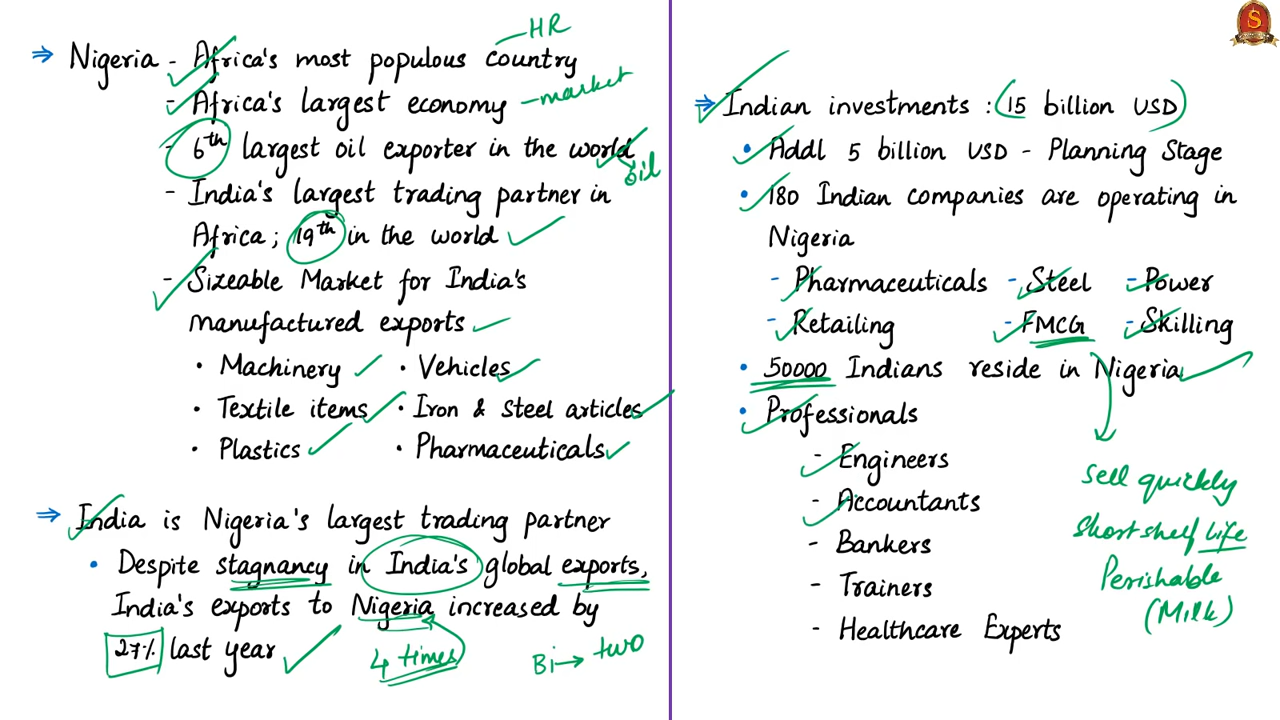 ⇒ Nigeria - Africa's most populous country - HR
- Africa's largest economy - market
- 6th largest oil exporter in the world oil
- India's largest trading partner in
Africa; 19th in the world
- Sizeable Market for India's
manufactured exports
• Machinery • Vehicles
• Textile items • Iron & Steel articles
• Plastics • Pharmaceuticals
⇒ India is Nigeria's largest trading partner
• Despite stagnancy in India's global exports,
India's exports to Nigeria increased by
27% last year
4 times
Bi → two
S
⇒ Indian investments : (15 billion USD)
• Addl 5 billion USD - Planning Stage
• 180 Indian companies are operating in
Nigeria
- Pharmaceuticals - Steel - Power
- Retailing - FMCG - Skilling
• 50000 Indians reside in Nigeria
• Professionals
- Engineers
- Accountants
- Bankers
- Trainers
- Healthcare Experts
Sell quickly
Short shelf life
Perishable
(Milk)